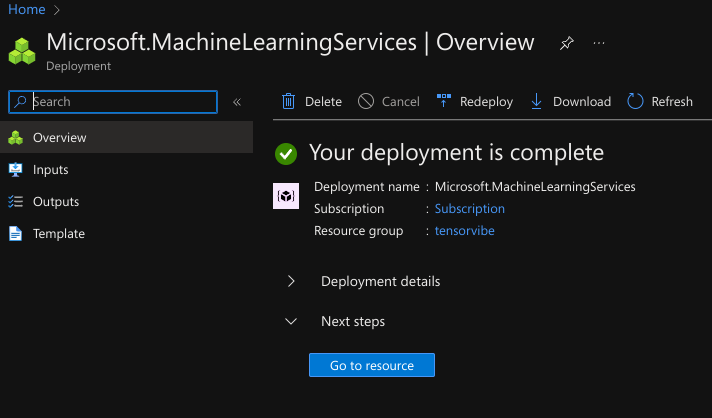 Home >
Microsoft.MachineLearningServices | Overview
Deployment
Search
Overview
Inputs
Outputs
Template
Delete Cancel Redeploy Download Refresh
Your deployment is complete
Deployment name : Microsoft.MachineLearningServices
Subscription : Subscription
Resource group : tensorvibe
Deployment details
Next steps
Go to resource